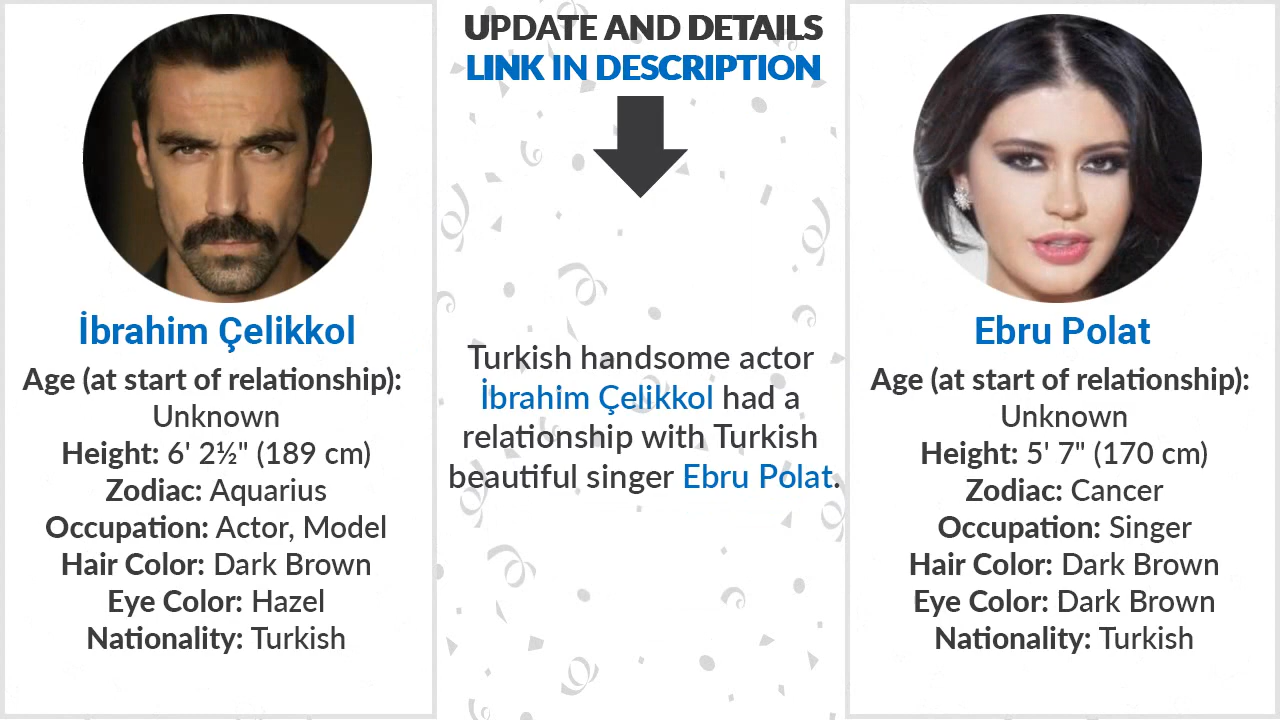 İbrahim Çelikkol
Age (at start of relationship):
Unknown
Height: 6' 2½" (189 cm)
Zodiac: Aquarius
Occupation: Actor, Model
Hair Color: Dark Brown
Eye Color: Hazel
Nationality: Turkish
UPDATE AND DETAILS
LINK IN DESCRIPTION
Turkish handsome actor
İbrahim Çelikkol had a
relationship with Turkish
beautiful singer Ebru Polat.
Ebru Polat
Age (at start of relationship):
Unknown
Height: 5' 7" (170 cm)
Zodiac: Cancer
Occupation: Singer
Hair Color: Dark Brown
Eye Color: Dark Brown
Nationality: Turkish